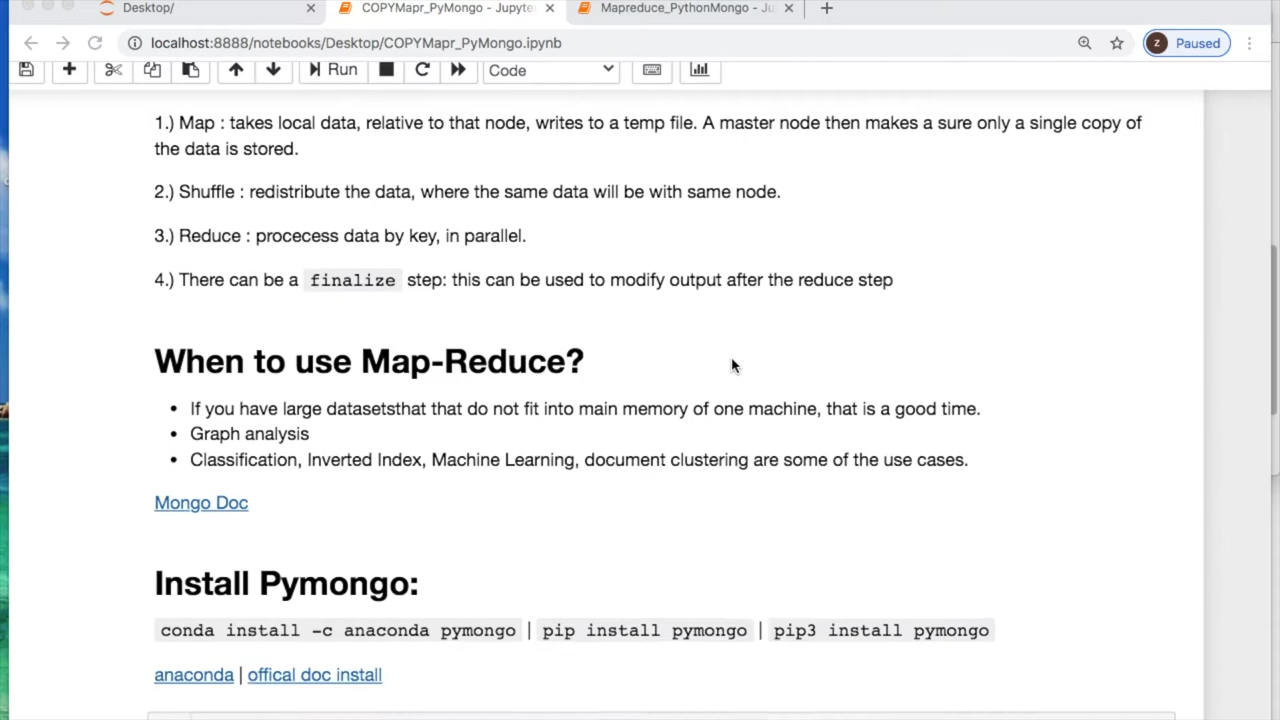 Desktop/
COPYMapr_PyMongo - Jupyte
Mapreduce_PythonMongo - Ju
localhost:8888/notebooks/Desktop/COPYMapr_PyMongo.ipynb
z Paused
Run
Code
1.) Map : takes local data, relative to that node, writes to a temp file. A master node then makes a sure only a single copy of
the data is stored.
2.) Shuffle : redistribute the data, where the same data will be with same node.
3.) Reduce : procecess data by key, in parallel.
4.) There can be a finalize step: this can be used to modify output after the reduce step
When to use Map-Reduce?
• If you have large datasetsthat that do not fit into main memory of one machine, that is a good time.
• Graph analysis
• Classification, Inverted Index, Machine Learning, document clustering are some of the use cases.
Mongo Doc
Install Pymongo:
conda install -c anaconda pymongo | pip install pymongo | pip3 install pymongo
anaconda | offical doc install